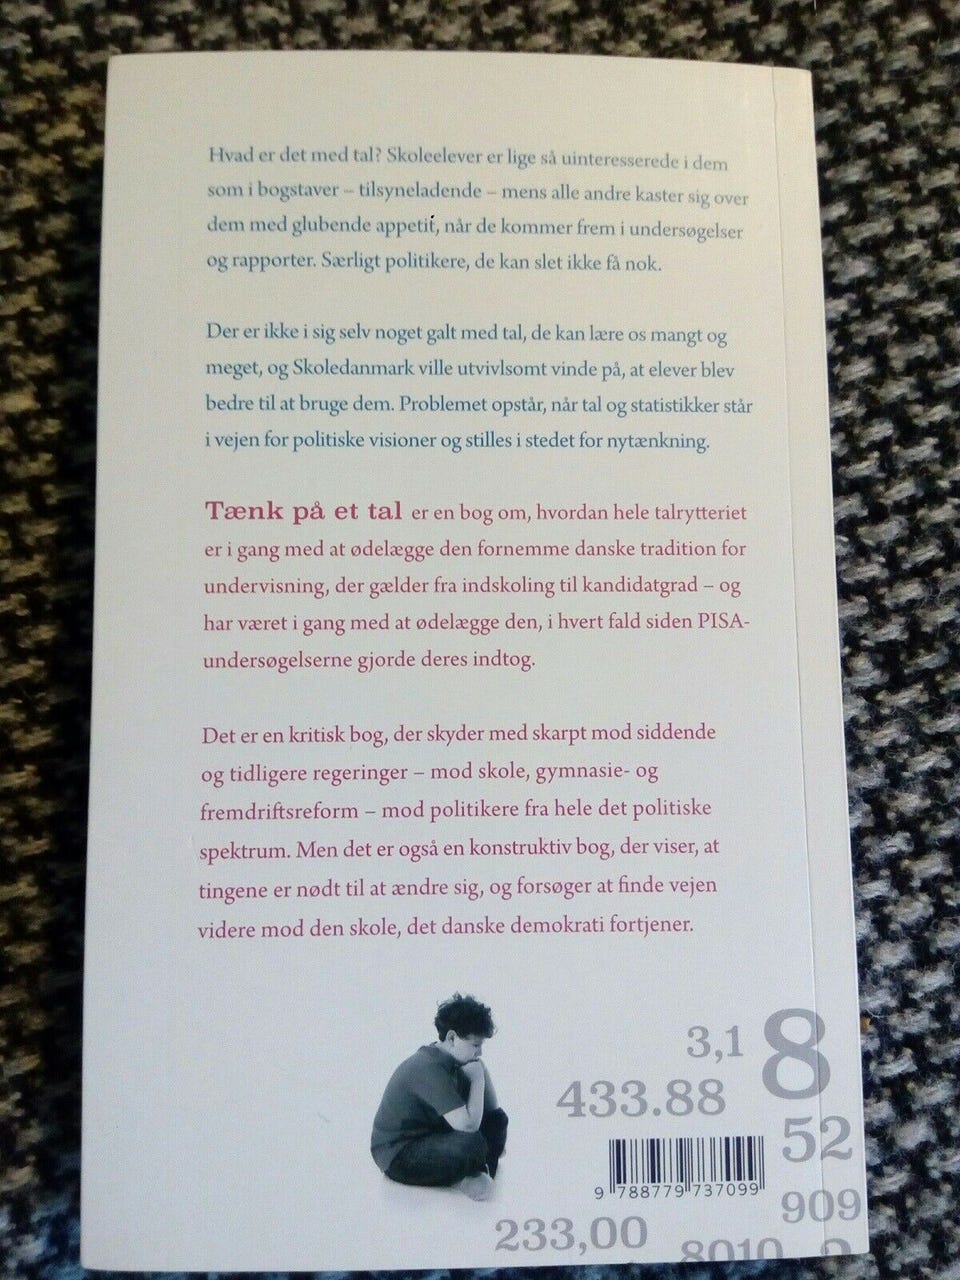 Hvad er det med tal? Skoleelever er lige så uinteresserede i dem
som i bogstaver – tilsyneladende – mens alle andre kaster sig over
dem med glubende appetit, når de kommer frem i undersøgelser
og rapporter. Særligt politikere, de kan slet ikke få nok.
Der er ikke i sig selv noget galt med tal, de kan lære os mangt og
meget, og Skoledanmark ville utvivlsomt vinde på, at elever blev
bedre til at bruge dem. Problemet opstår, når tal og statistikker står
i vejen for politiske visioner og stilles i stedet for nytænkning.
Tænk på et tal er en bog om, hvordan hele talrytteriet
er i gang med at ødelægge den fornemme danske tradition for
undervisning, der gælder fra indskoling til kandidatgrad – og
har været i gang med at ødelægge den, i hvert fald siden PISA-
undersøgelserne gjorde deres indtog.
Det er en kritisk bog, der skyder med skarpt mod siddende
og tidligere regeringer – mod skole, gymnasie- og
fremdriftsreform – mod politikere fra hele det politiske
spektrum. Men det er også en konstruktiv bog, der viser, at
tingene er nødt til at ændre sig, og forsøger at finde vejen
videre mod den skole, det danske demokrati fortjener.
3,1 8
433.88
52
9 788779 737099
909
233,00
8010